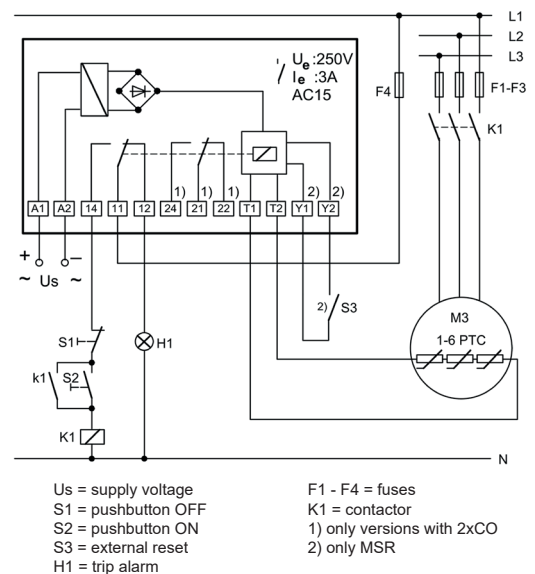 L1
L2
L3
Ue :250V
Ie :3A
AC15
F4
F1-F3
K1
1) 1) 2) 2)
A1 A2 14 11 12 24 21 22 T1 T2 Y1 Y2
+ −
~ Us ~
2) S3
M3
1-6 PTC
S1
H1
k1 S2
K1
N
Us = supply voltage
S1 = pushbutton OFF
S2 = pushbutton ON
S3 = external reset
H1 = trip alarm
F1 - F4 = fuses
K1 = contactor
1) only versions with 2xCO
2) only MSR